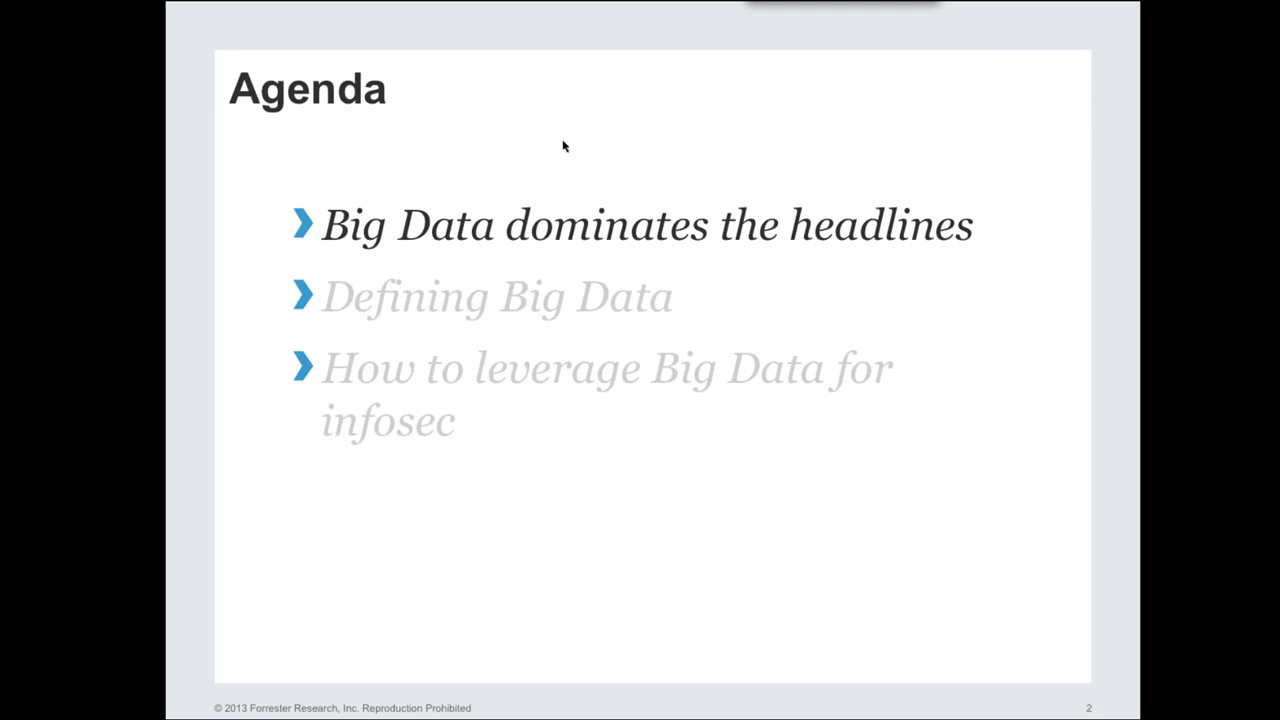 Agenda
Big Data dominates the headlines
Defining Big Data
How to leverage Big Data for
infosec
© 2013 Forrester Research, Inc. Reproduction Prohibited
2